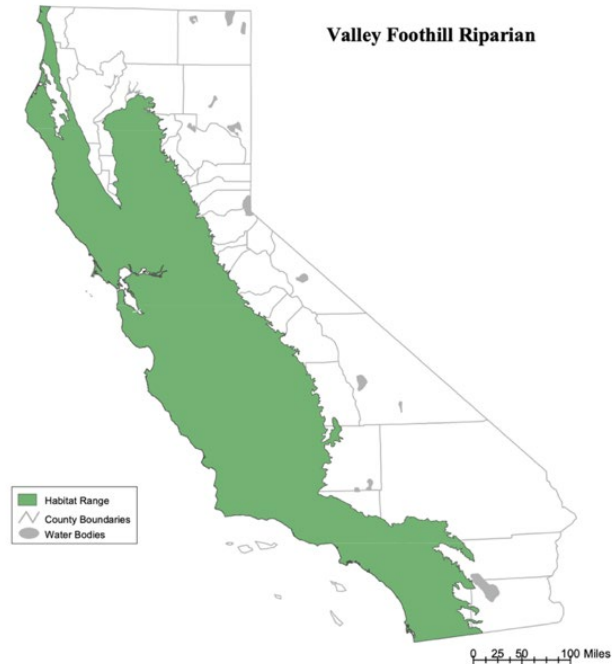 Valley Foothill Riparian
Habitat Range
County Boundaries
Water Bodies
0 25 50 100 Miles